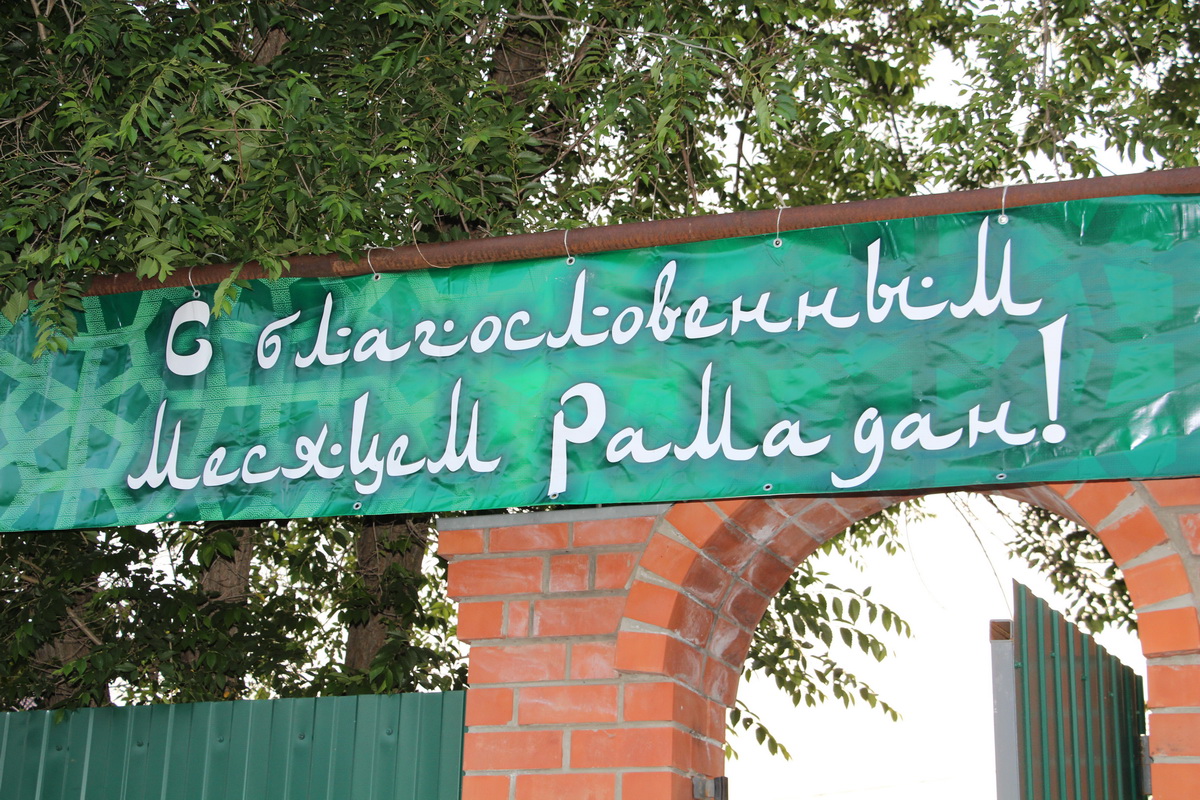 С благословенным
Месяцем Рамадан!